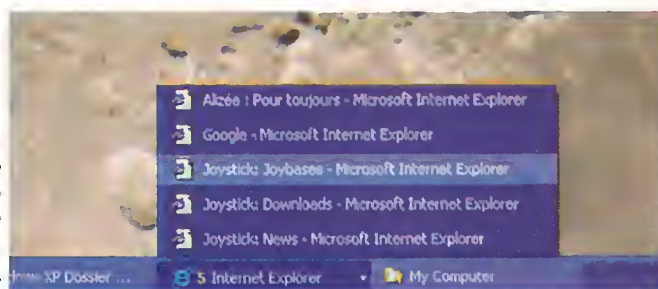 Alizée : Pour toujours - Microsoft Internet Explorer
Google - Microsoft Internet Explorer
Joystick: Joybases - Microsoft Internet Explorer
Joystick: Downloads - Microsoft Internet Explorer
Joystick: News - Microsoft Internet Explorer
XP Dossier ... 5 Internet Explorer My Computer